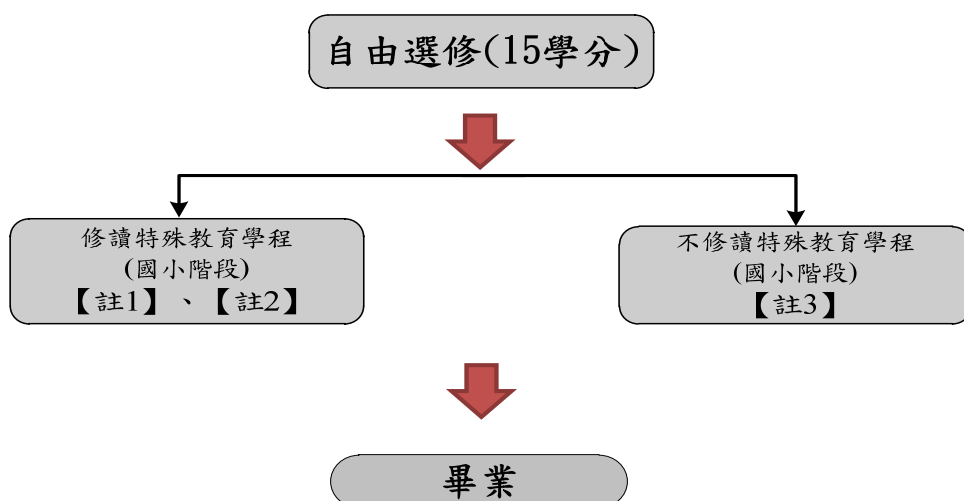 自由選修(15學分)
修讀特殊教育學程
(國小階段)
【註1】、【註2】
不修讀特殊教育學程
(國小階段)
【註3】
畢業